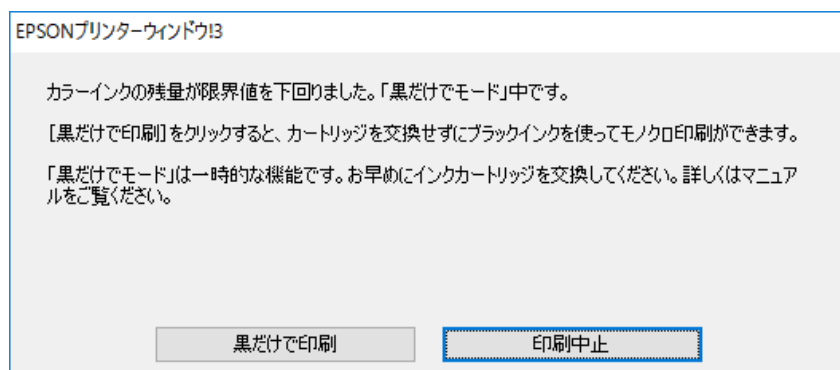 EPSONプリンターウィンドウ!3
カラーインクの残量が限界値を下回りました。「黒だけでモード」中です。
[黒だけで印刷]をクリックすると、カートリッジを交換せずにブラックインクを使ってモノクロ印刷ができます。
「黒だけでモード」は一時的な機能です。お早めにインクカートリッジを交換してください。詳しくはマニュア
ルをご覧ください。
黒だけで印刷
印刷中止